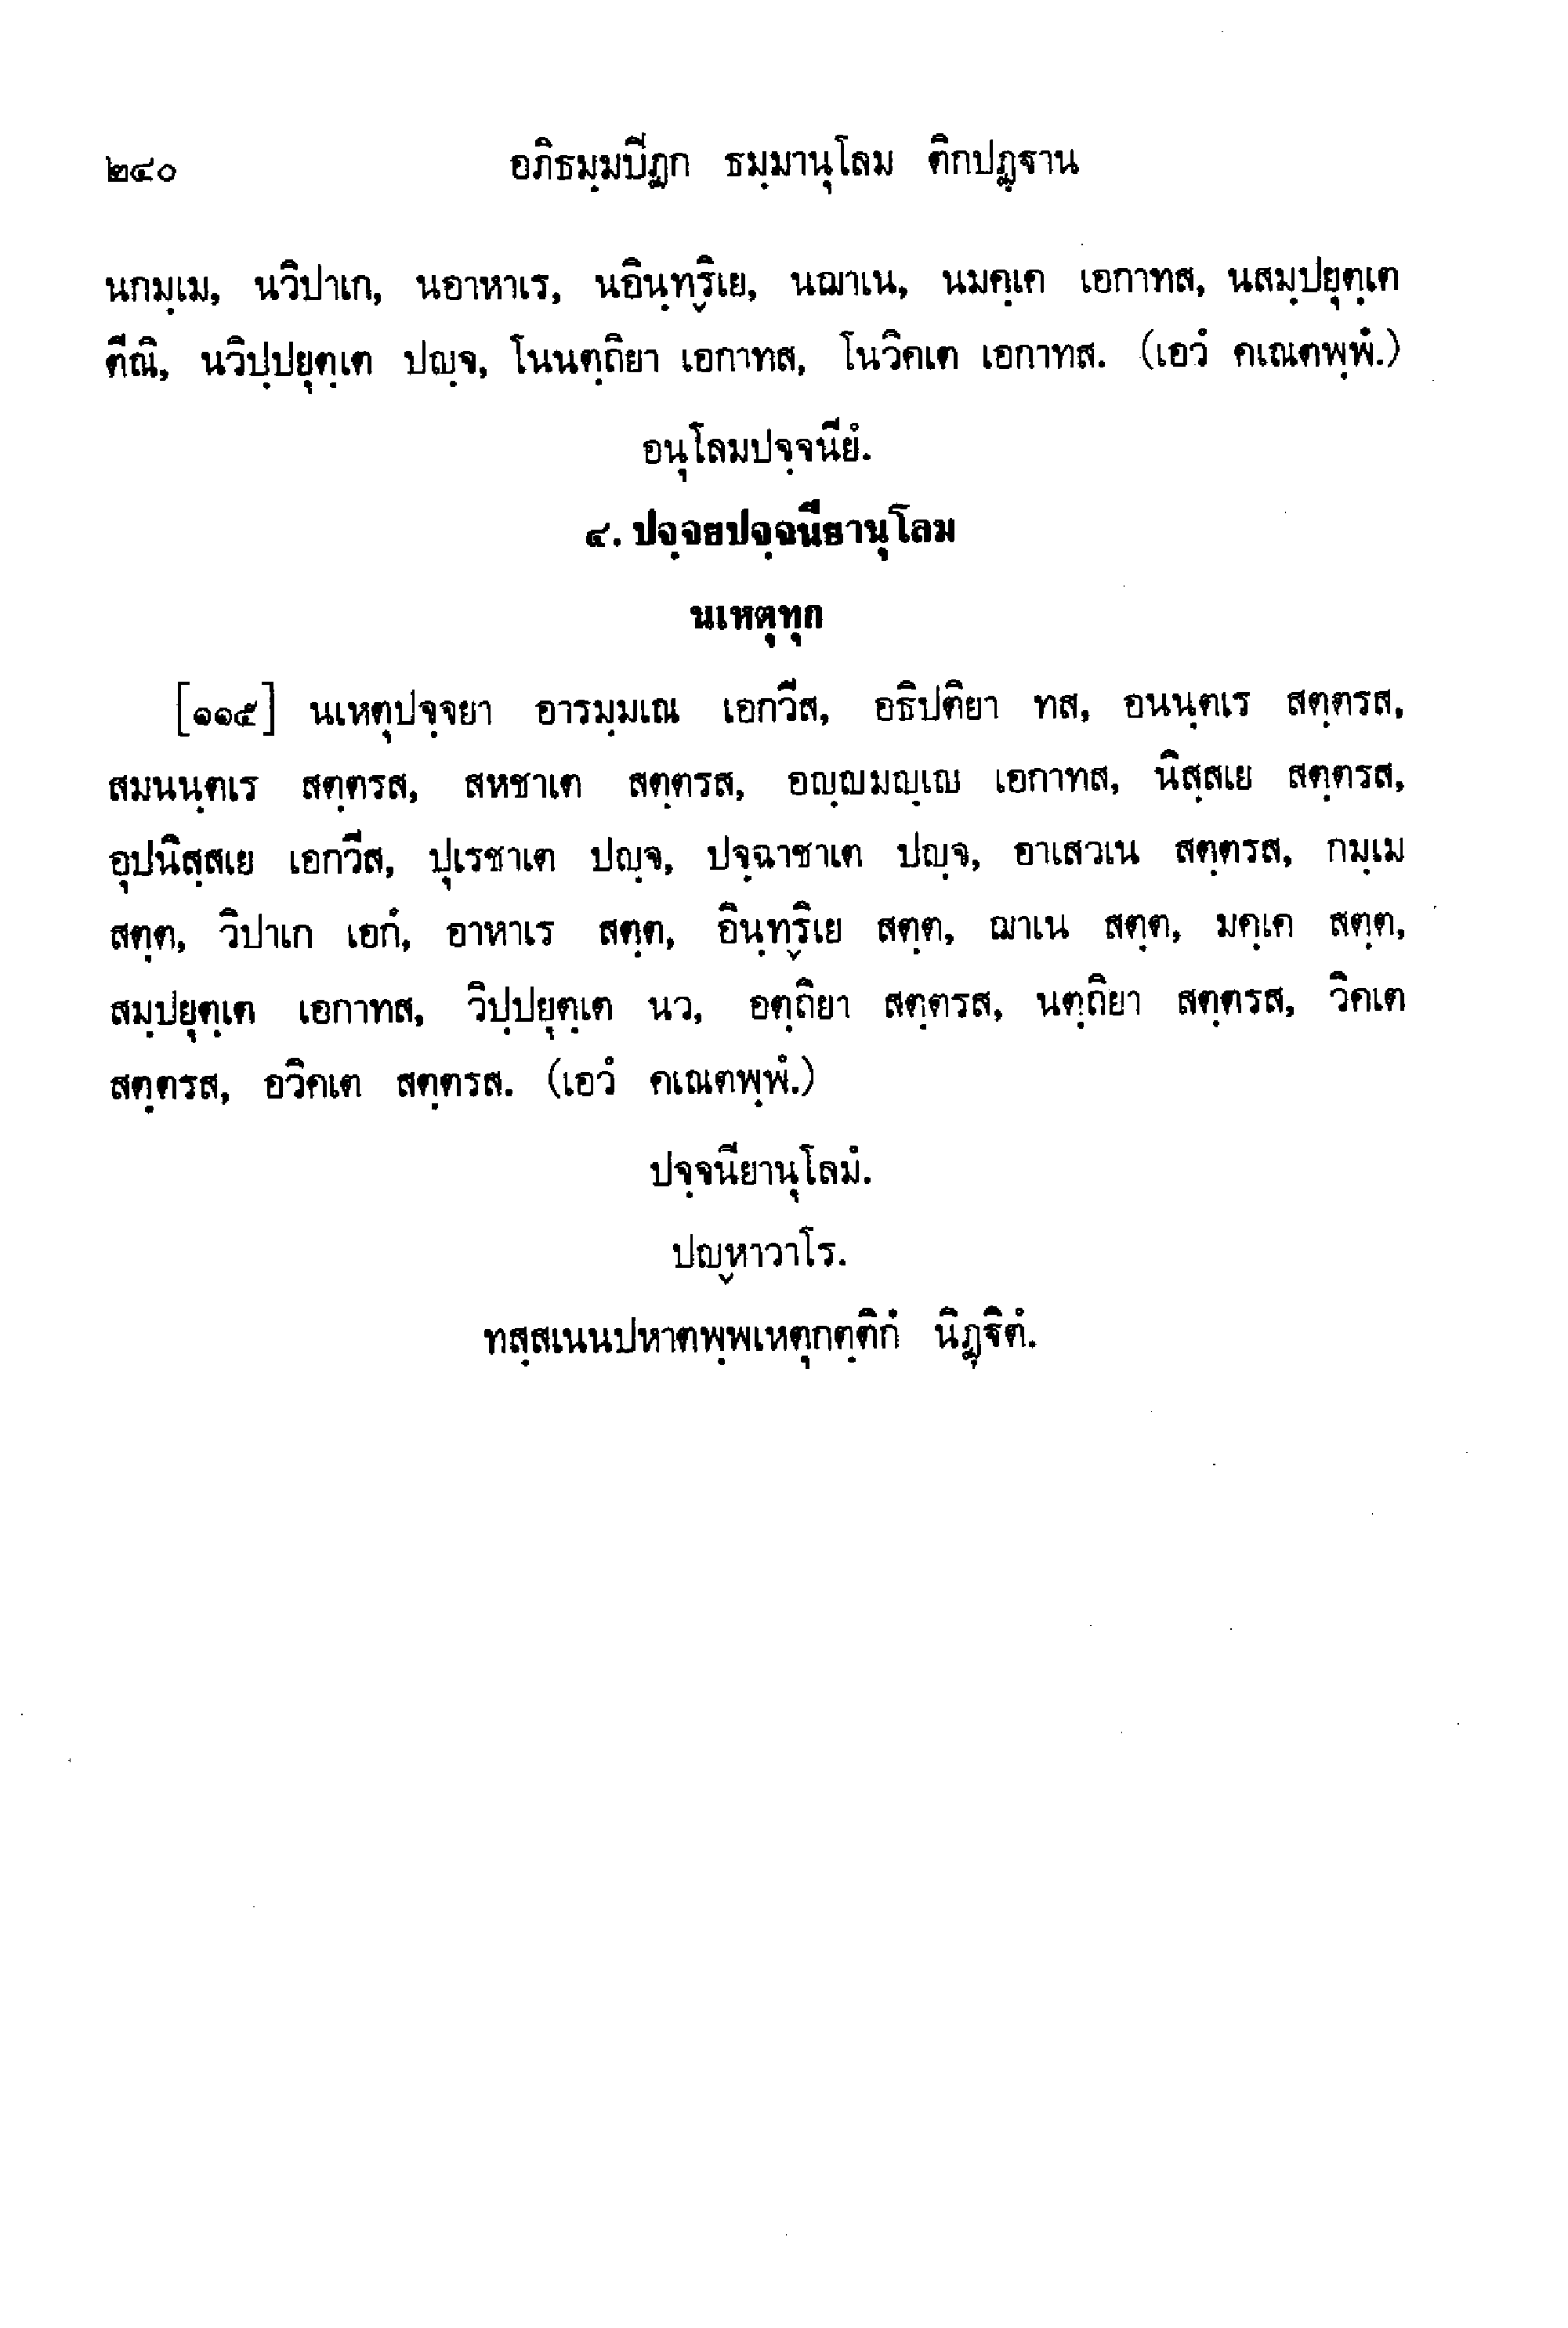 ๒๔๐ อภิธมฺมปีฏก ธมฺมานุโลม ติกปฏฺฐาน
นกมฺเม, นวิปาเก, นอาหาเร, นอินฺทฺริเย, นฌาเน, นมคฺเค เอกาทส, นสมฺปยุตฺเต
ตีณิ, นวิปฺปยุตฺเต ปญฺจ, โนนตฺถิยา เอกาทส, โนวิคเต เอกาทส. (เอวํ คเณตพฺพํ.)
อนุโลมปจฺจนียํ.
๔. ปจฺจยปจฺจนียานุโลม
นเหตุทุก
[๑๑๕] นเหตุปจฺจยา อารมฺมเณ เอกวีส, อธิปติยา ทส, อนนฺตเร สตฺตรส,
สมนนฺตเร สตฺตรส, สหชาเต สตฺตรส, อญฺญมญฺเญ เอกาทส, นิสฺสเย สตฺตรส,
อุปนิสฺสเย เอกวีส, ปุเรชาเต ปญฺจ, ปจฺฉาชาเต ปญฺจ, อาเสวเน สตฺตรส, กมฺเม
สตฺต, วิปาเก เอกํ, อาหาเร สตฺต, อินฺทฺริเย สตฺต, ฌาเน สตฺต, มคฺเค สตฺต,
สมฺปยุตฺเต เอกาทส, วิปฺปยุตฺเต นว, อตฺถิยา สตฺตรส, นตฺถิยา สตฺตรส, วิคเต
สตฺตรส, อวิคเต สตฺตรส. (เอวํ คเณตพฺพํ.)
ปจฺจนียานุโลมํ.
ปญฺหาวาโร.
ทสฺสเนนปหาตพฺพเหตุกตฺติกํ นิฏฺฐิตํ.